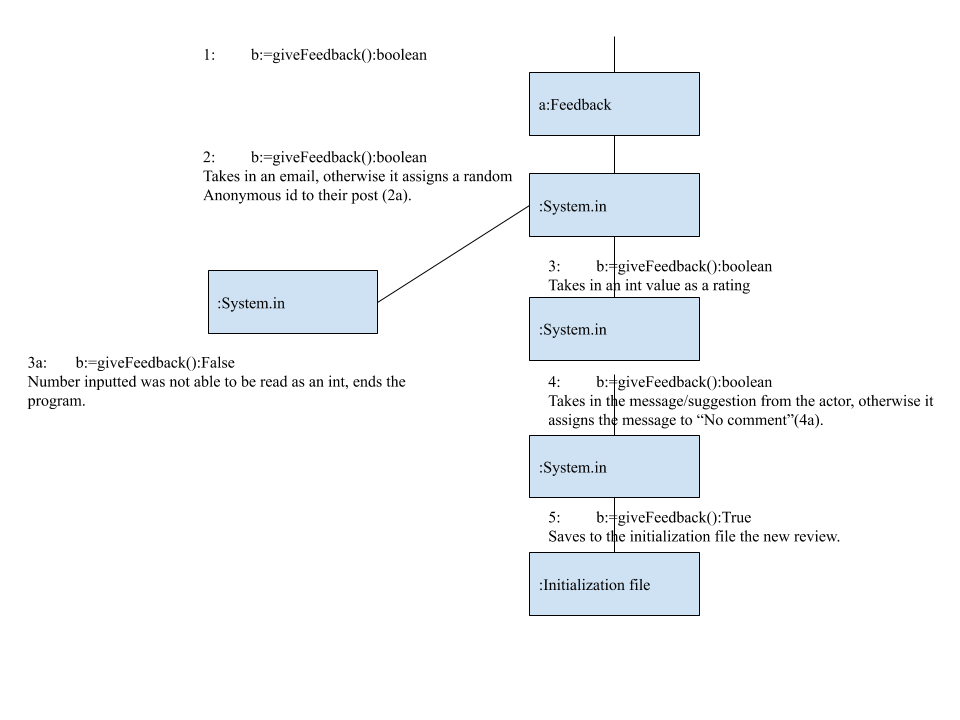 1: b:=giveFeedback():boolean
a:Feedback
2: b:=giveFeedback():boolean
Takes in an email, otherwise it assigns a random
Anonymous id to their post (2a).
:System.in
3: b:=giveFeedback():boolean
Takes in an int value as a rating
:System.in
:System.in
3a: b:=giveFeedback():False
Number inputted was not able to be read as an int, ends the
program.
4: b:=giveFeedback():boolean
Takes in the message/suggestion from the actor, otherwise it
assigns the message to “No comment”(4a).
:System.in
5: b:=giveFeedback():True
Saves to the initialization file the new review.
:Initialization file